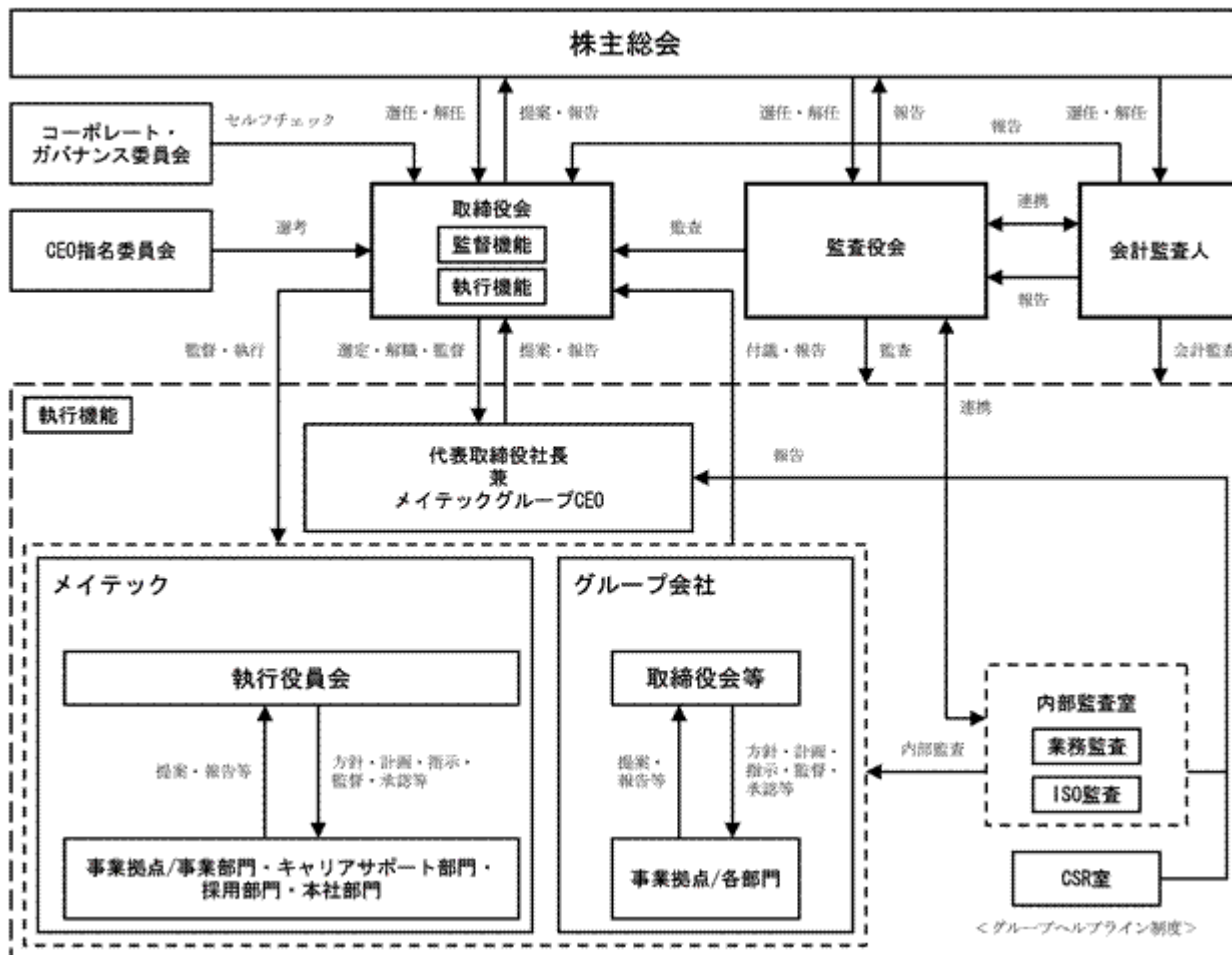 株主総会
選任・解任
提案・報告
選任・解任
報告
選任・解任
コーポレート・
ガバナンス委員会
セルフチェック
報告
CEO指名委員会
選考
取締役会
監督機能
執行機能
監査
監査役会
連携
報告
会計監査人
監督・執行
選定・解職・監督
提案・報告
付議・報告
監査
会計監査
執行機能
連携
代表取締役社長
兼
メイテックグループCEO
報告
メイテック
執行役員会
提案・報告等
方針・計画・指示・
監督・承認等
事業拠点/事業部門・キャリアサポート部門・
採用部門・本社部門
グループ会社
取締役会等
提案・
報告等
方針・計画・
指示・監督・
承認等
事業拠点/各部門
内部監査
内部監査室
業務監査
ISO監査
CSR室
<グループヘルプライン制度>